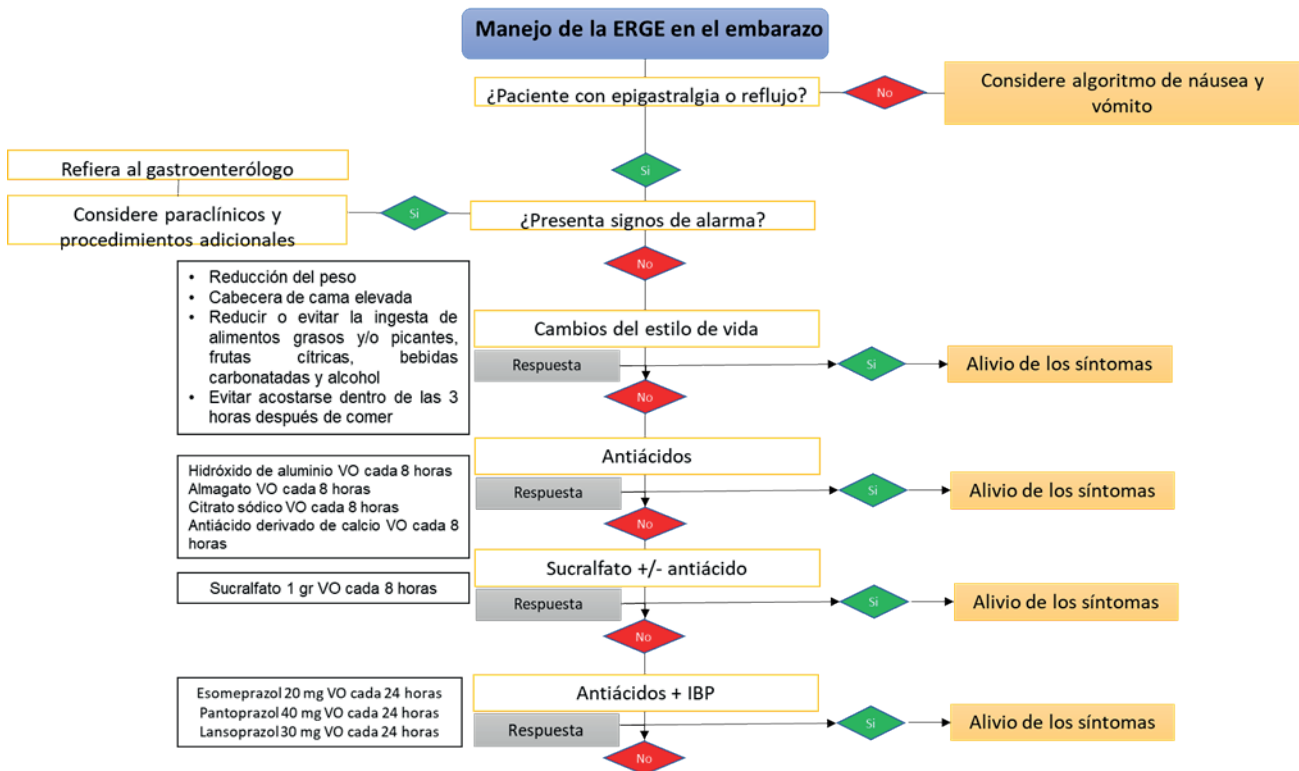 Manejo de la ERGE en el embarazo
¿Paciente con epigastralgia o reflujo?
No
Considere algoritmo de náusea y
vómito
Si
Refiera al gastroenterólogo
Considere paraclínicos y
procedimientos adicionales
Si
¿Presenta signos de alarma?
No
• Reducción del peso
• Cabecera de cama elevada
• Reducir o evitar la ingesta de
alimentos grasos y/o picantes,
frutas cítricas, bebidas
carbonatadas y alcohol
• Evitar acostarse dentro de las 3
horas después de comer
Cambios del estilo de vida
Respuesta
Si
Alivio de los síntomas
No
Hidróxido de aluminio VO cada 8 horas
Almagato VO cada 8 horas
Citrato sódico VO cada 8 horas
Antiácido derivado de calcio VO cada 8
horas
Antiácidos
Respuesta
Si
Alivio de los síntomas
No
Sucralfato 1 gr VO cada 8 horas
Sucralfato +/- antiácido
Respuesta
Si
Alivio de los síntomas
No
Esomeprazol 20 mg VO cada 24 horas
Pantoprazol 40 mg VO cada 24 horas
Lansoprazol 30 mg VO cada 24 horas
Antiácidos + IBP
Respuesta
Si
Alivio de los síntomas
No